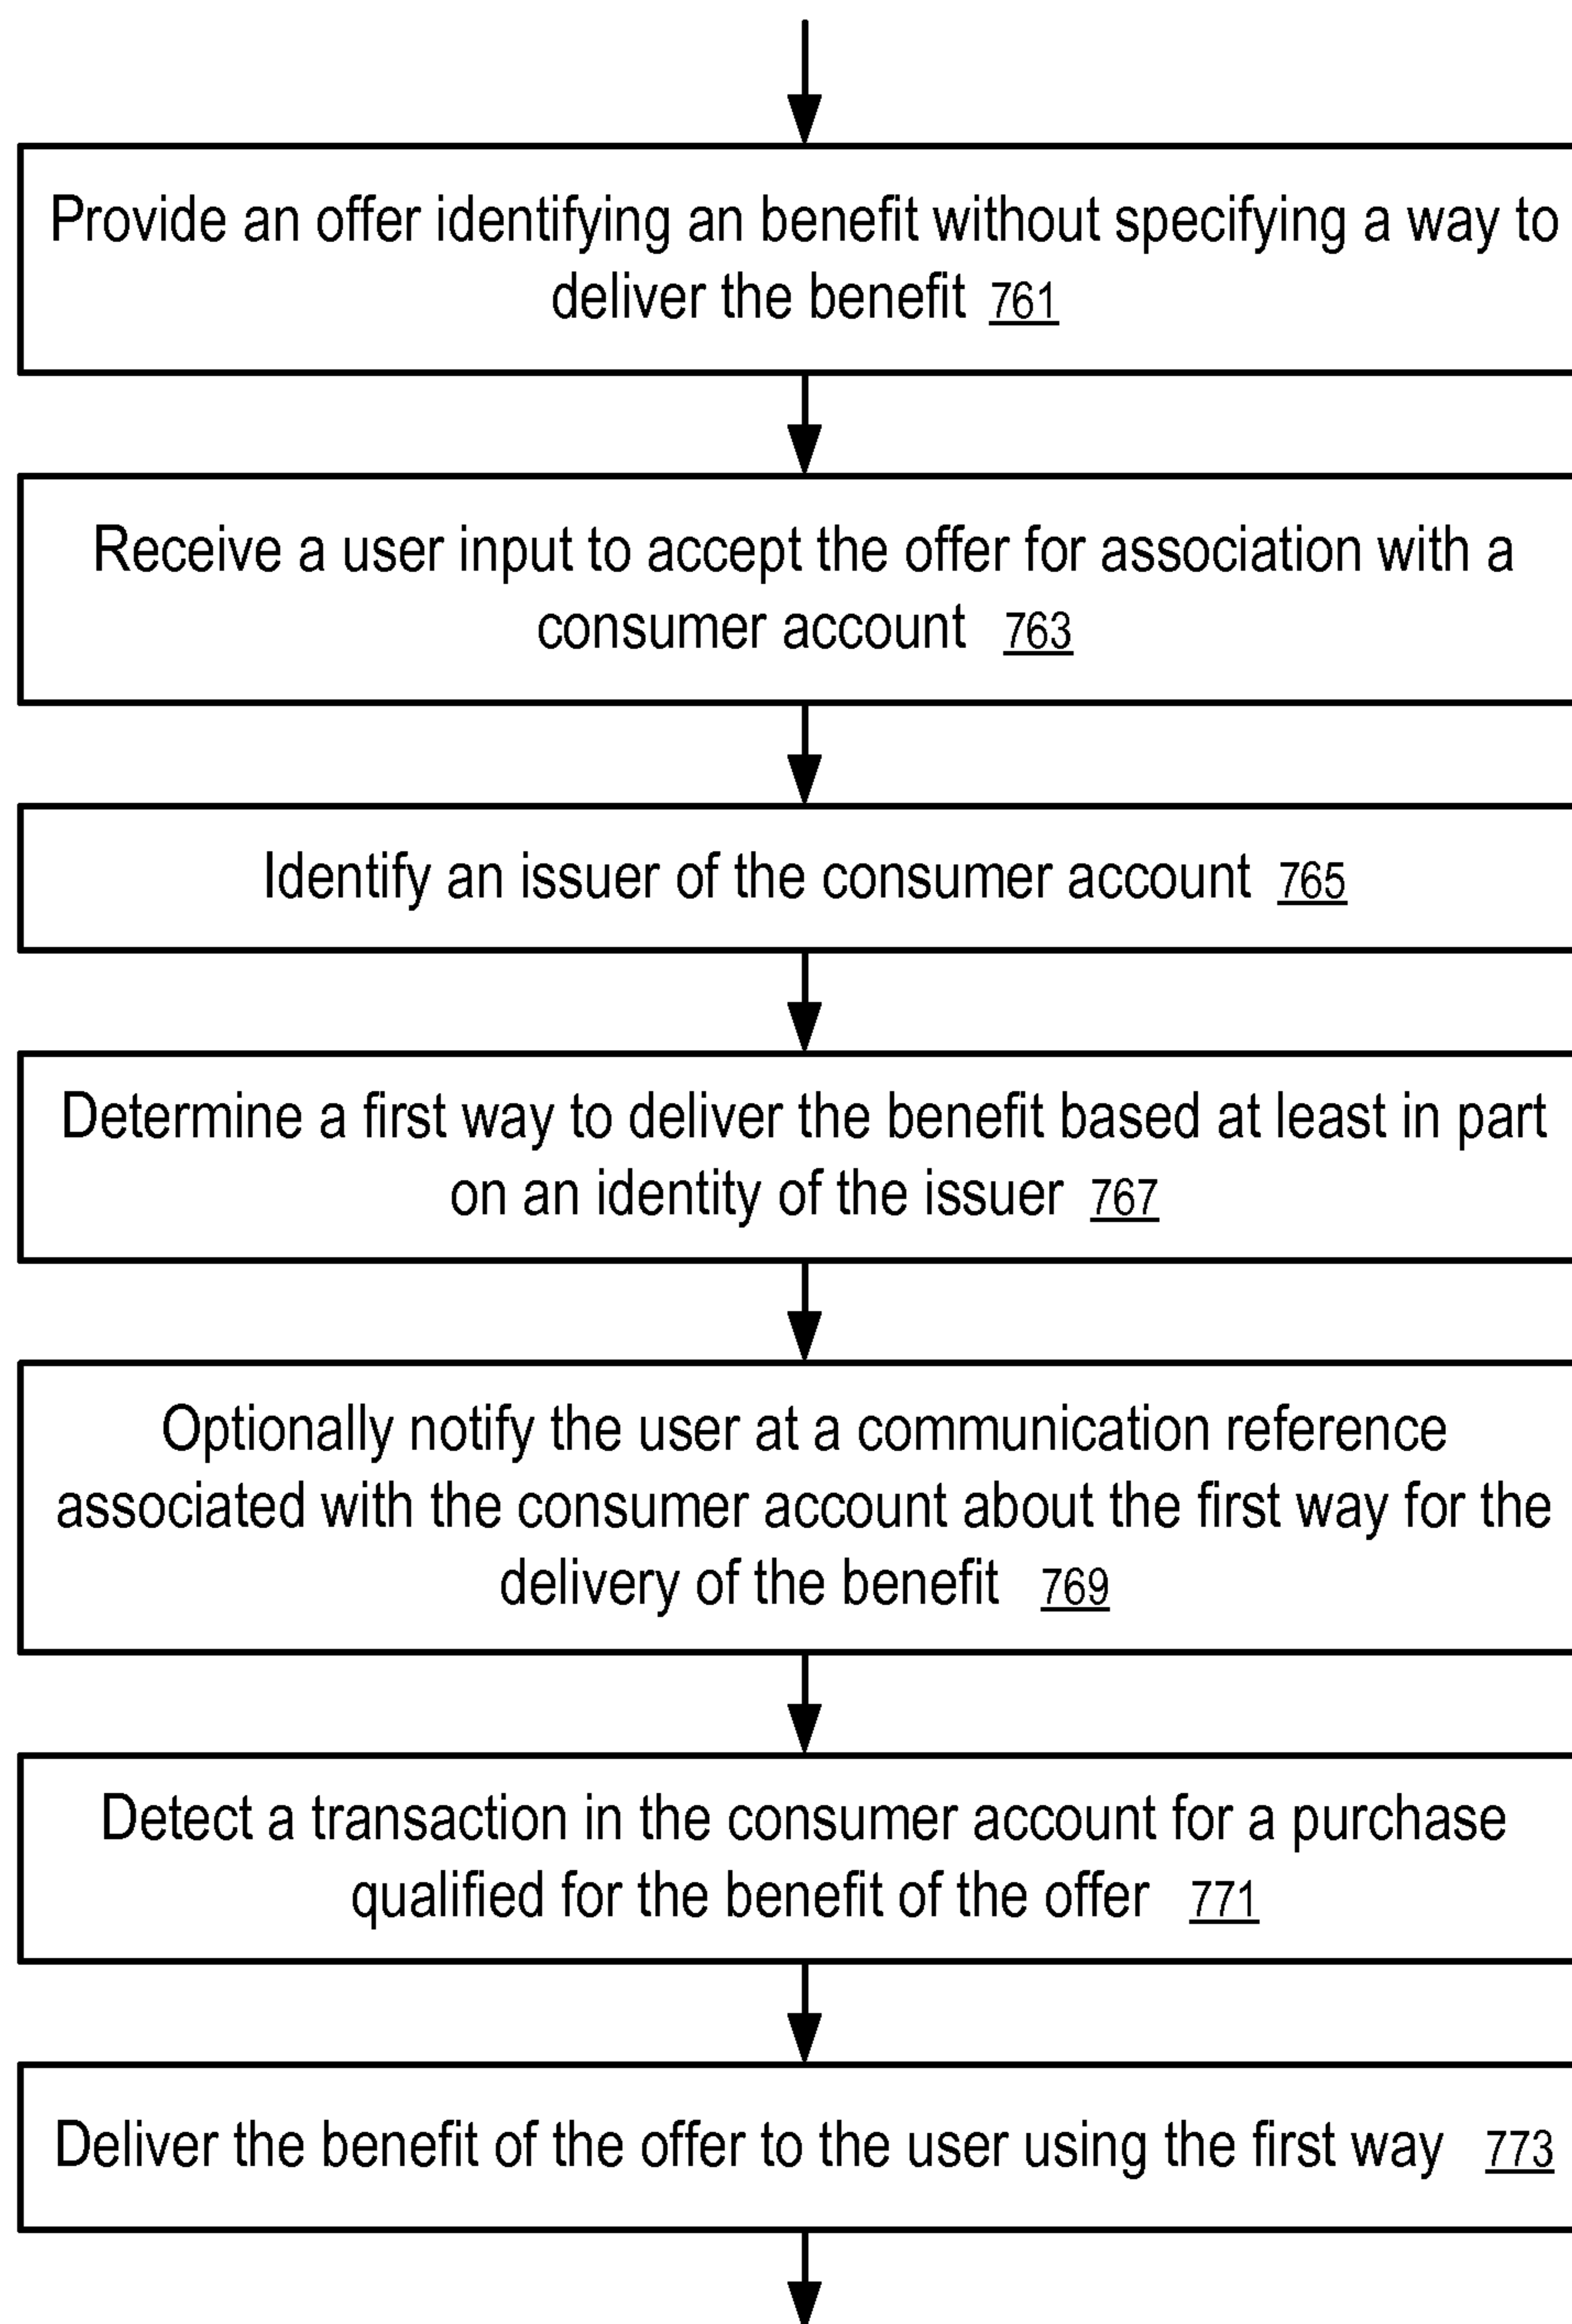 Provide an offer identifying an benefit without specifying a way to
deliver the benefit 761
Receive a user input to accept the offer for association with a
consumer account 763
Identify an issuer of the consumer account 765
Determine a first way to deliver the benefit based at least in part
on an identity of the issuer 767
Optionally notify the user at a communication reference
associated with the consumer account about the first way for the
delivery of the benefit 769
Detect a transaction in the consumer account for a purchase
qualified for the benefit of the offer 771
Deliver the benefit of the offer to the user using the first way 773